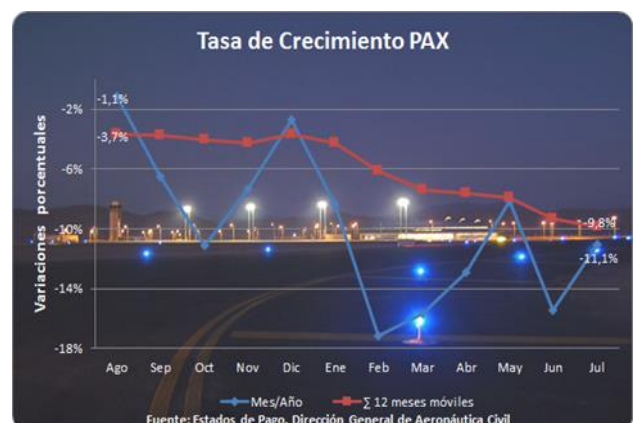 Tasa de Crecimiento PAX
Variaciones porcentuales
-2%
-6%
-10%
-14%
-18%
-1,1%
-3,7%
-9,8%
-11,1%
Ago Sep Oct Nov Dic Ene Feb Mar Abr May Jun Jul
Mes/Año ∑ 12 meses móviles
Fuente: Estados de Pago, Dirección General de Aeronáutica Civil